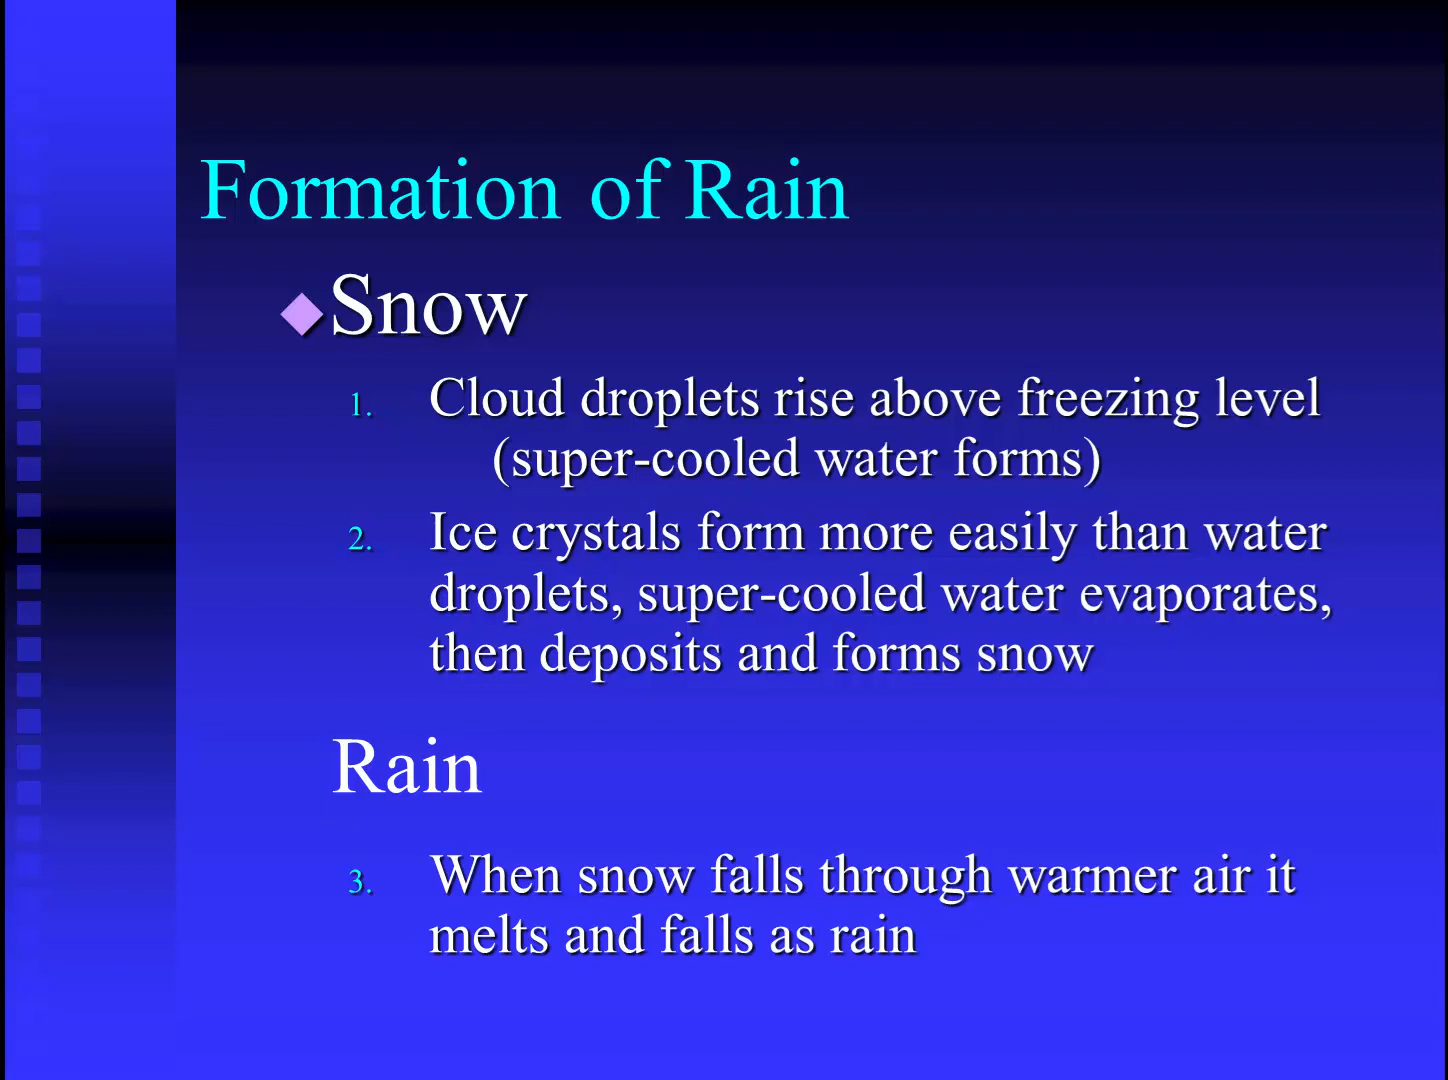 Formation of Rain
Snow
1. Cloud droplets rise above freezing level
(super-cooled water forms)
2. Ice crystals form more easily than water
droplets, super-cooled water evaporates,
then deposits and forms snow
Rain
3. When snow falls through warmer air it
melts and falls as rain